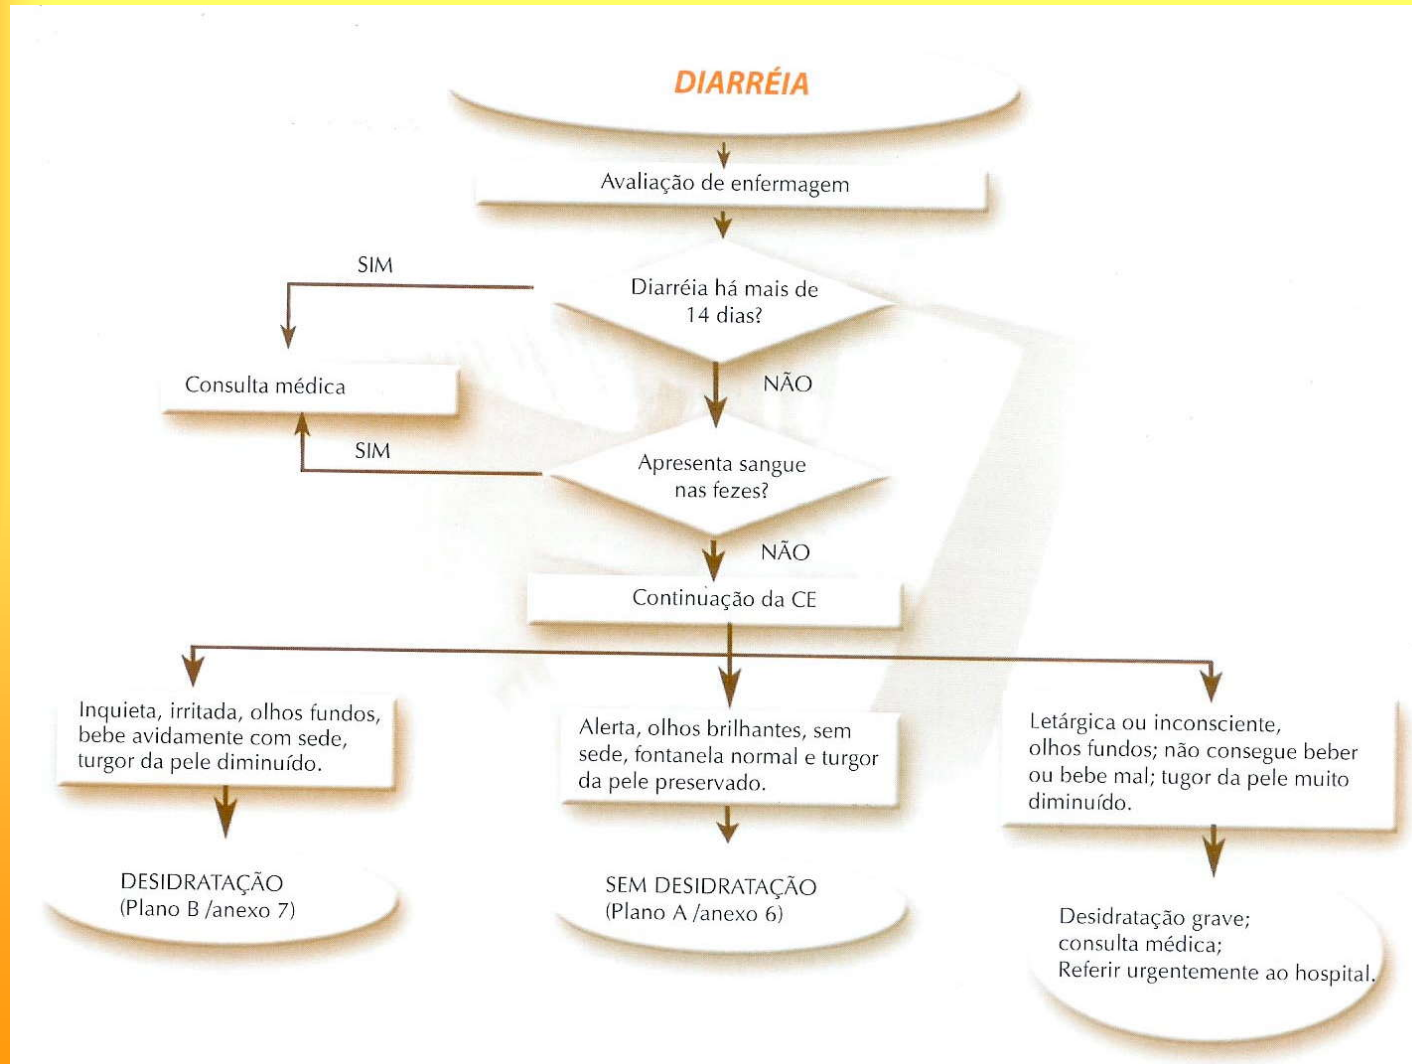 DIARRÉIA
Avaliação de enfermagem
SIM
Diarréia há mais de
14 dias?
Consulta médica
NÃO
SIM
Apresenta sangue
nas fezes?
NÃO
Continuação da CE
Inquieta, irritada, olhos fundos,
bebe avidamente com sede,
turgor da pele diminuído.
Alerta, olhos brilhantes, sem
sede, fontanela normal e turgor
da pele preservado.
Letárgica ou inconsciente,
olhos fundos; não consegue beber
ou bebe mal; tugor da pele muito
diminuído.
DESIDRATAÇÃO
(Plano B /anexo 7)
SEM DESIDRATAÇÃO
(Plano A /anexo 6)
Desidratação grave;
consulta médica;
Referir urgentemente ao hospital.